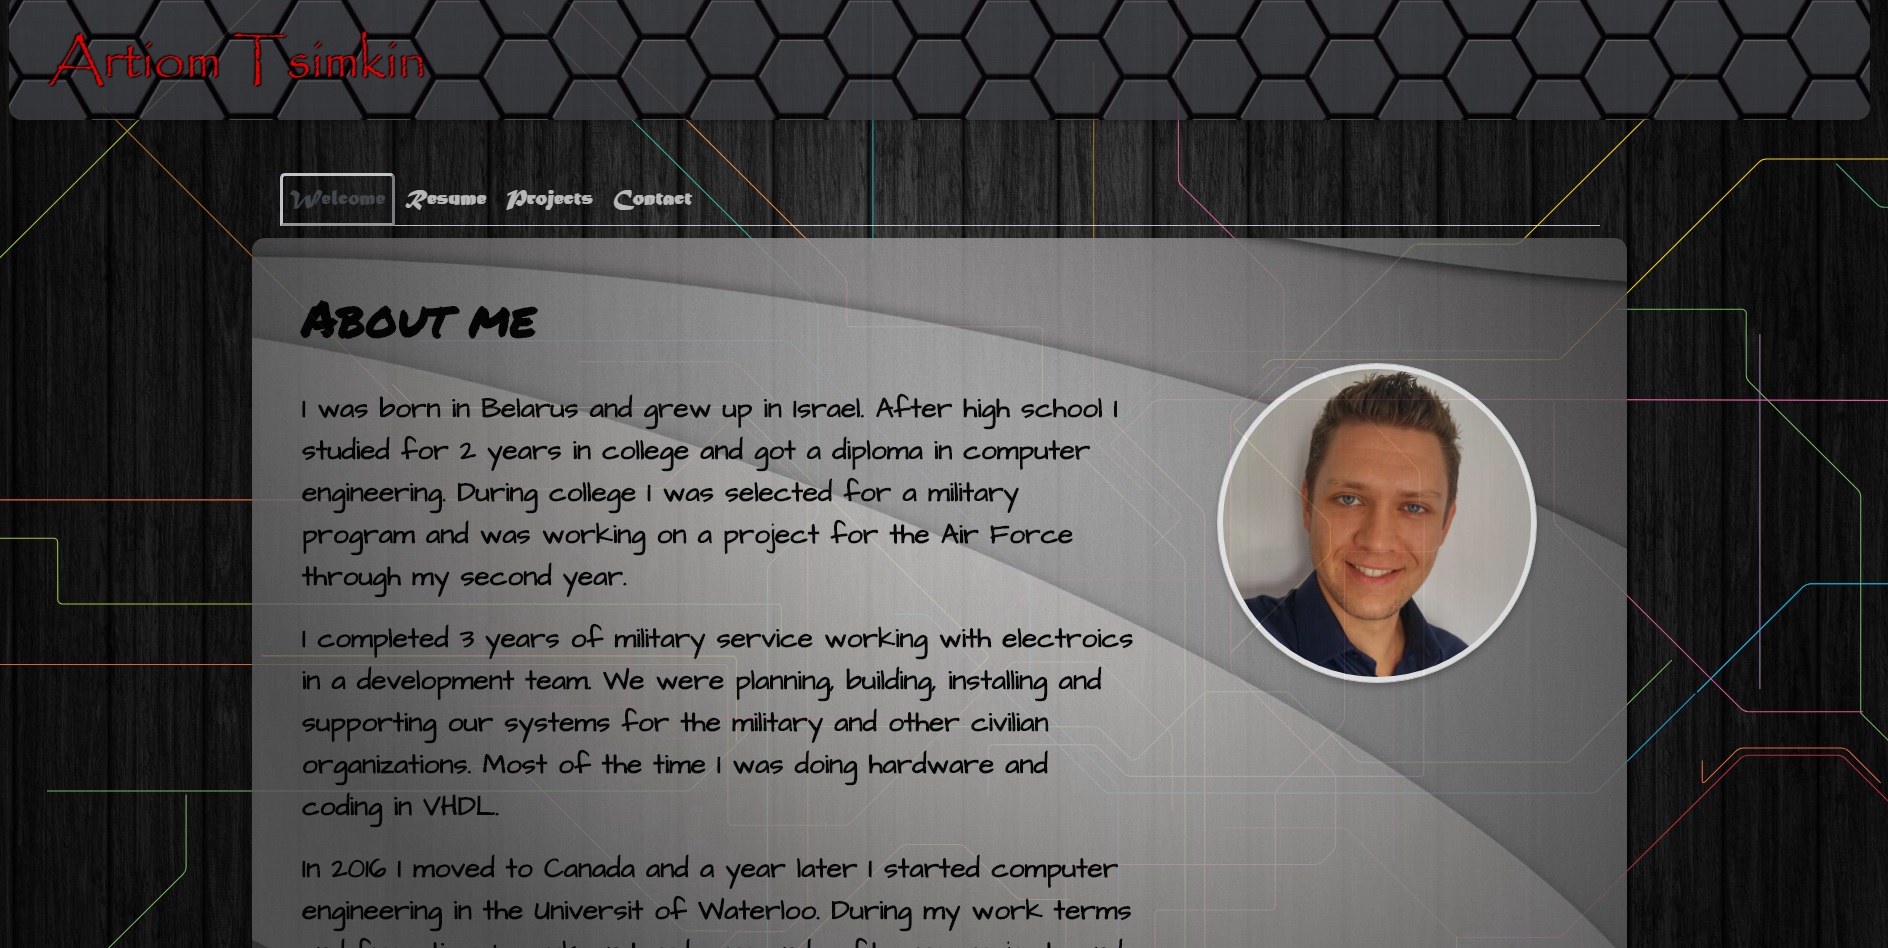 Artiom Tsimkin
Welcome Resume Projects Contact
About me
I was born in Belarus and grew up in Israel. After high school I
studied for 2 years in college and got a diploma in computer
engineering. During college I was selected for a military
program and was working on a project for the Air Force
through my second year.
I completed 3 years of military service working with electroics
in a development team. We were planning, building, installing and
supporting our systems for the military and other civilian
organizations. Most of the time I was doing hardware and
coding in VHDL.
In 2016 I moved to Canada and a year later I started computer
engineering in the Universit of Waterloo. During my work terms